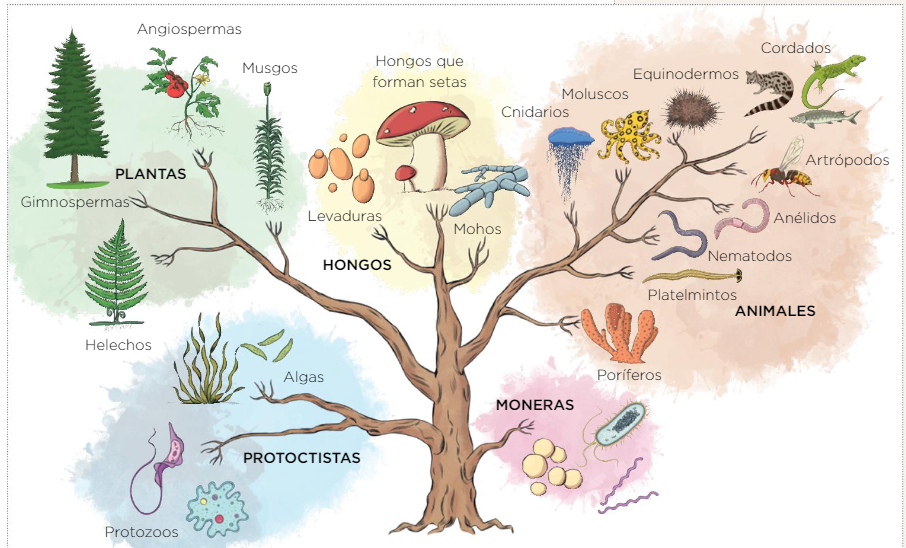 Angiospermas
Musgos
PLANTAS
Gimnospermas
Helechos
Hongos que
forman setas
Levaduras
Mohos
HONGOS
Cnidarios
Moluscos
Equinodermos
Cordados
Artrópodos
Anélidos
Nematodos
Platelmintos
ANIMALES
Poríferos
MONERAS
Algas
PROTOCTISTAS
Protozoos